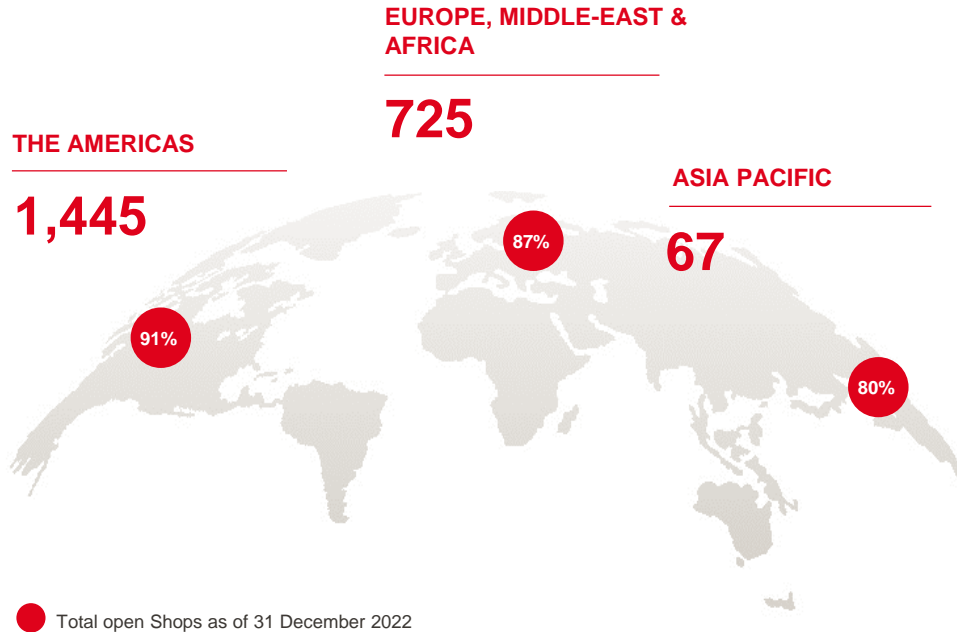 EUROPE, MIDDLE-EAST &
AFRICA
725
THE AMERICAS
1,445
ASIA PACIFIC
67
87%
91%
80%
Total open Shops as of 31 December 2022